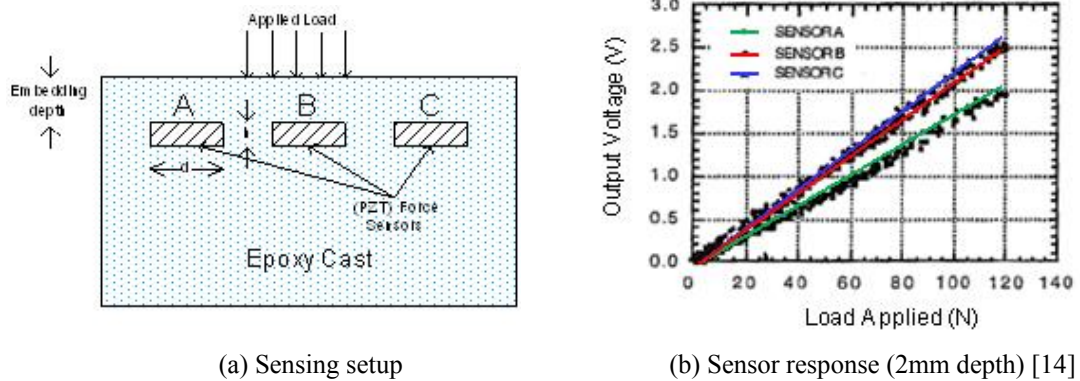 Applied Load
Embedding
depth
A
B
C
d
(PZT) Force
Sensors
Epoxy Cast
(a) Sensing setup
3.0
2.5
2.0
1.5
1.0
0.5
0.0
Output Voltage (V)
SENSOR A
SENSOR B
SENSOR C
0 20 40 60 80 100 120 140
Load Applied (N)
(b) Sensor response (2mm depth) [14]